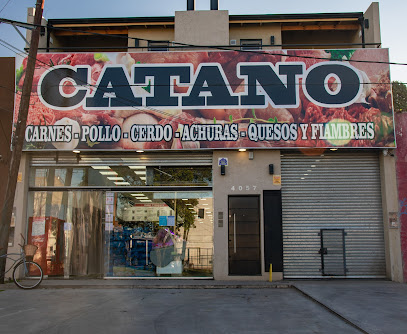 CATANO
CARNES - POLLO - CERDO - ACHURAS - QUESOS Y FIAMBRES
4057